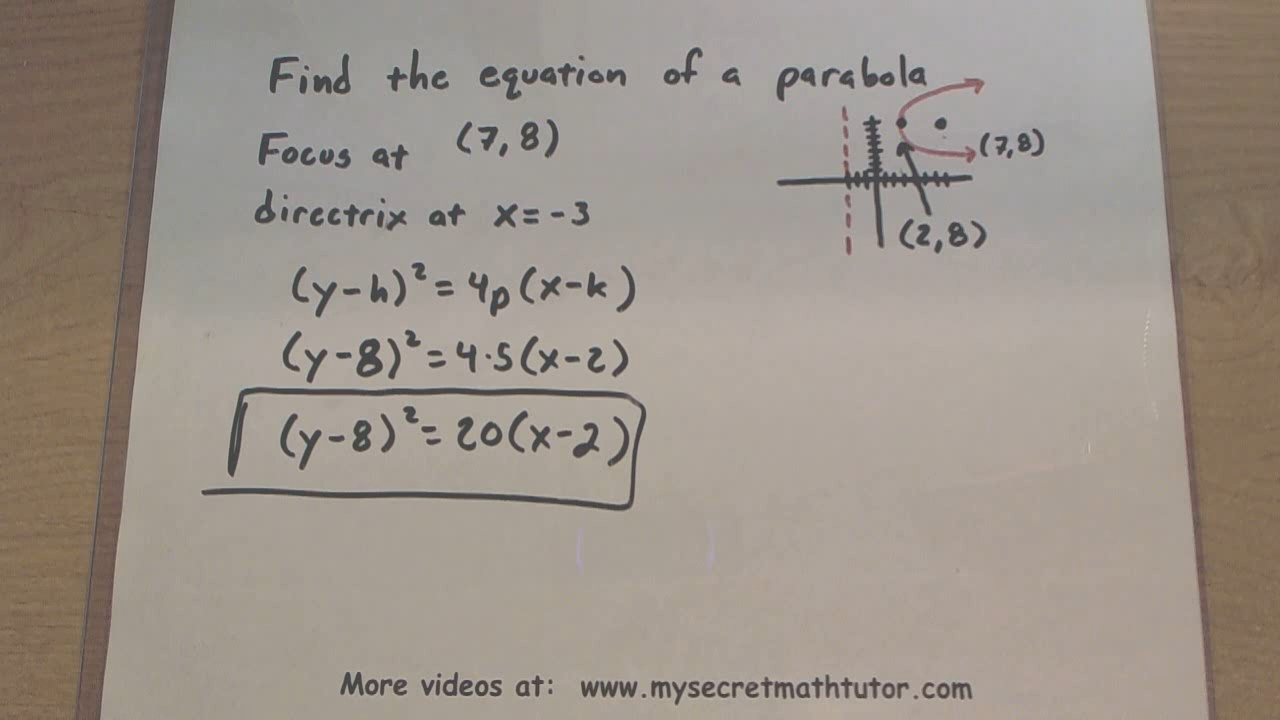 Find the equation of a parabola
Focus at (7,8)
directrix at x=-3
(7,8)
(2,8)
(y-h)²=4p(x-k)
(y-8)²=4·5(x-2)
(y-8)²=20(x-2)
More videos at: www.mysecretmathtutor.com